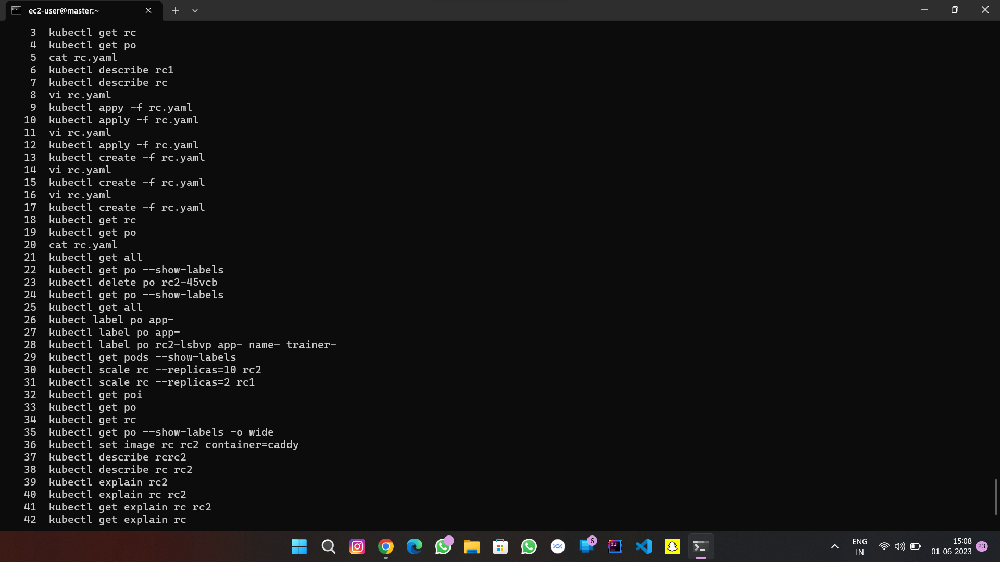 ec2-user@master:~
3 kubectl get rc
4 kubectl get po
5 cat rc.yaml
6 kubectl describe rc1
7 kubectl describe rc
8 vi rc.yaml
9 kubectl appy -f rc.yaml
10 kubectl apply -f rc.yaml
11 vi rc.yaml
12 kubectl apply -f rc.yaml
13 kubectl create -f rc.yaml
14 vi rc.yaml
15 kubectl create -f rc.yaml
16 vi rc.yaml
17 kubectl create -f rc.yaml
18 kubectl get rc
19 kubectl get po
20 cat rc.yaml
21 kubectl get all
22 kubectl get po --show-labels
23 kubectl delete po rc2-45vcb
24 kubectl get po --show-labels
25 kubectl get all
26 kubect label po app-
27 kubectl label po app-
28 kubectl label po rc2-lsbvp app- name- trainer-
29 kubectl get pods --show-labels
30 kubectl scale rc --replicas=10 rc2
31 kubectl scale rc --replicas=2 rc1
32 kubectl get poi
33 kubectl get po
34 kubectl get rc
35 kubectl get po --show-labels -o wide
36 kubectl set image rc rc2 container=caddy
37 kubectl describe rcrc2
38 kubectl describe rc rc2
39 kubectl explain rc2
40 kubectl explain rc rc2
41 kubectl get explain rc rc2
42 kubectl get explain rc
6
IJ
ENG
IN
15:08
01-06-2023
23